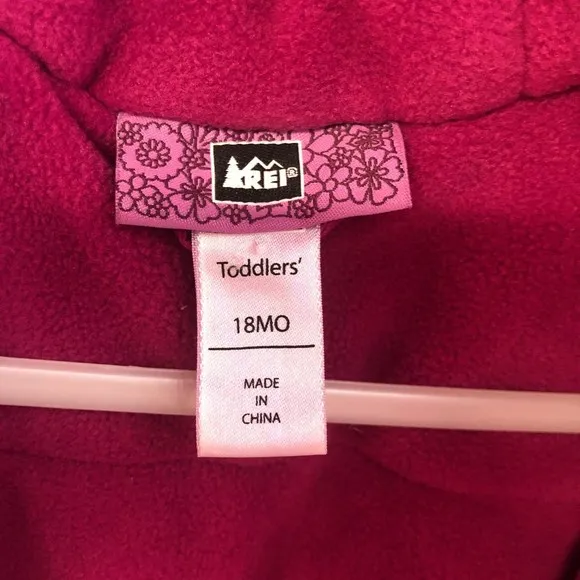 REI®
Toddlers'
18MO
MADE
IN
CHINA